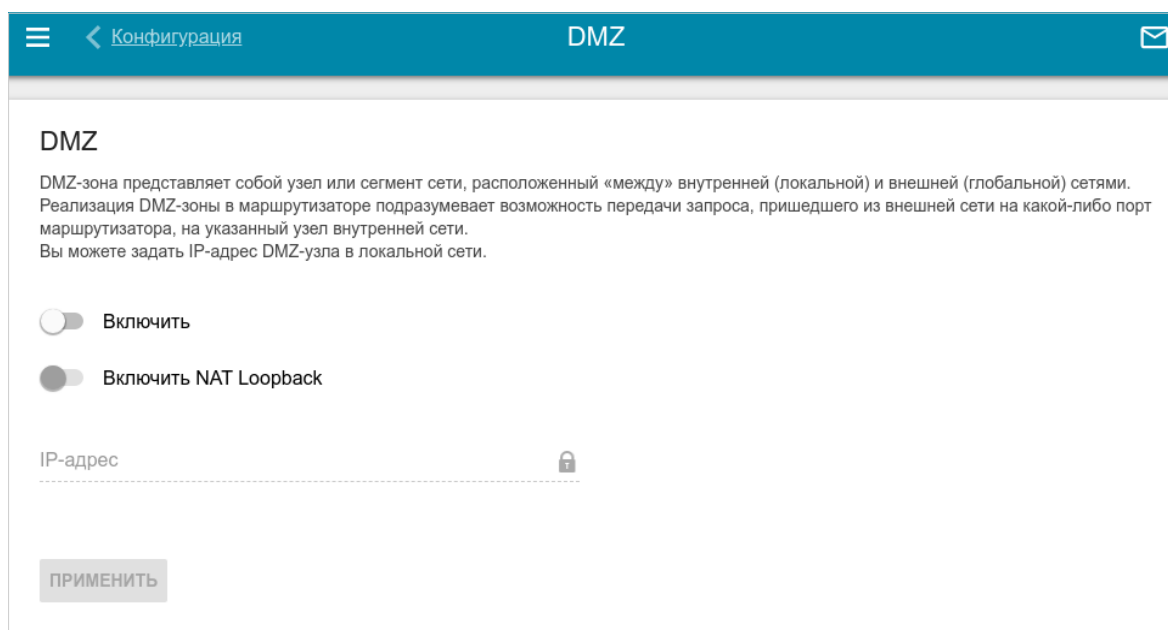 Конфигурация
DMZ
DMZ
DMZ-зона представляет собой узел или сегмент сети, расположенный «между» внутренней (локальной) и внешней (глобальной) сетями.
Реализация DMZ-зоны в маршрутизаторе подразумевает возможность передачи запроса, пришедшего из внешней сети на какой-либо порт
маршрутизатора, на указанный узел внутренней сети.
Вы можете задать IP-адрес DMZ-узла в локальной сети.
Включить
Включить NAT Loopback
IP-адрес
ПРИМЕНИТЬ